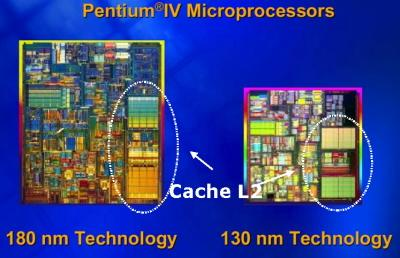 Pentium®IV Microprocessors
Cache L2
180 nm Technology
130 nm Technology